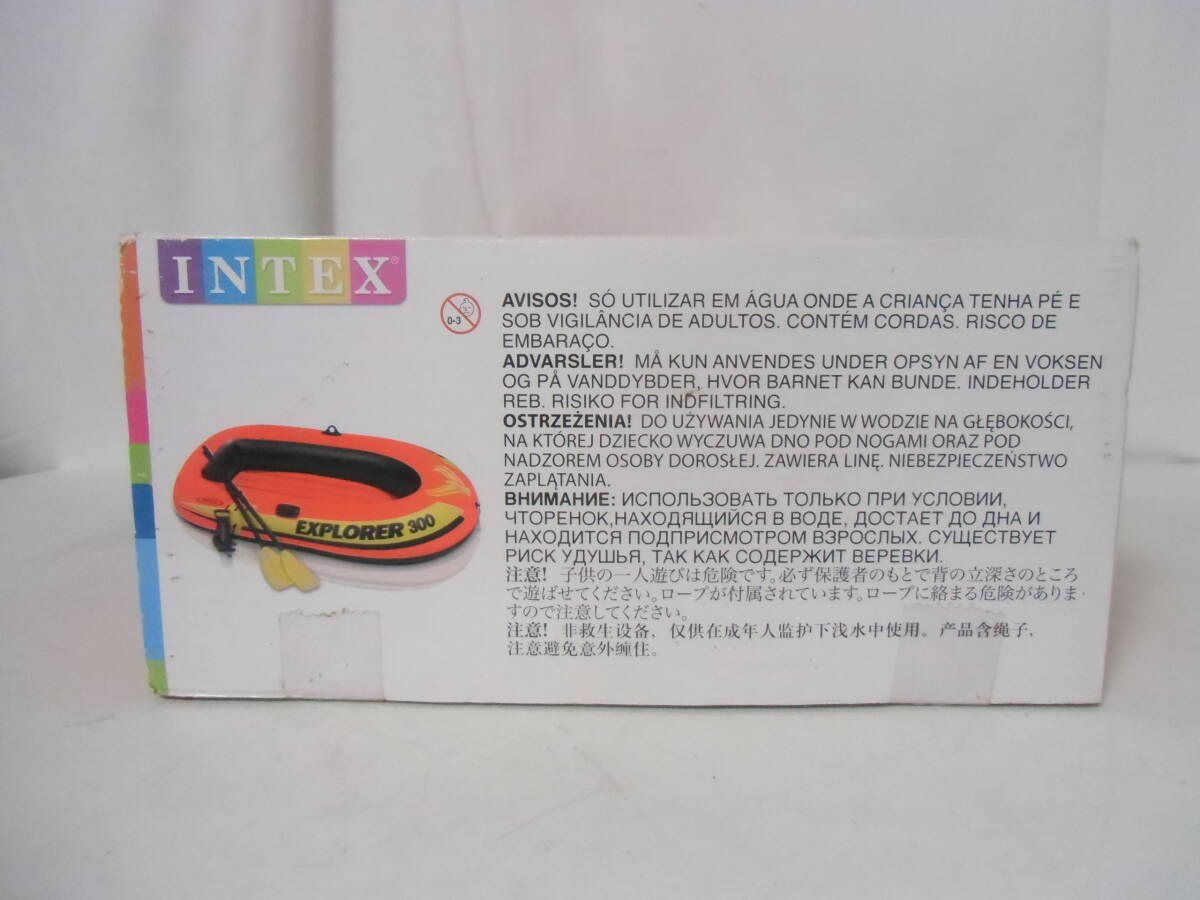 INTEX®
0-3
AVISOS! SÓ UTILIZAR EM ÁGUA ONDE A CRIANÇA TENHA PÉ E
SOB VIGILÂNCIA DE ADULTOS. CONTÉM CORDAS. RISCO DE
EMBARAÇO.
ADVARSLER! MÅ KUN ANVENDES UNDER OPSYN AF EN VOKSEN
OG PÅ VANDDYBDER, HVOR BARNET KAN BUNDE. INDEHOLDER
REB. RISIKO FOR INDFILTRING.
OSTRZEŻENIA! DO UŻYWANIA JEDYNIE W WODZIE NA GŁĘBOKOŚCI,
NA KTÓREJ DZIECKO WYCZUWA DNO POD NOGAMI ORAZ POD
NADZOREM OSOBY DOROSŁEJ. ZAWIERA LINĘ. NIEBEZPIECZEŃSTWO
ZAPLĄTANIA.
ВНИМАНИЕ: ИСПОЛЬЗОВАТЬ ТОЛЬКО ПРИ УСЛОВИИ,
ЧТОРЕНОК,НАХОДЯЩИЙСЯ В ВОДЕ, ДОСТАЕТ ДО ДНА И
НАХОДИТСЯ ПОДПРИСМОТРОМ ВЗРОСЛЫХ. СУЩЕСТВУЕТ
РИСК УДУШЬЯ, ТАК КАК СОДЕРЖИТ ВЕРЕВКИ.
注意! 子供の一人遊びは危険です。必ず保護者のもとで背の立深さのところ
で遊ばせてください。ロープが付属されています。ロープに絡まる危険がありま
すので注意してください。
注意! 非救生设备, 仅供在成年人监护下浅水中使用。产品含绳子,
注意避免意外缠住。
EXPLORER 300